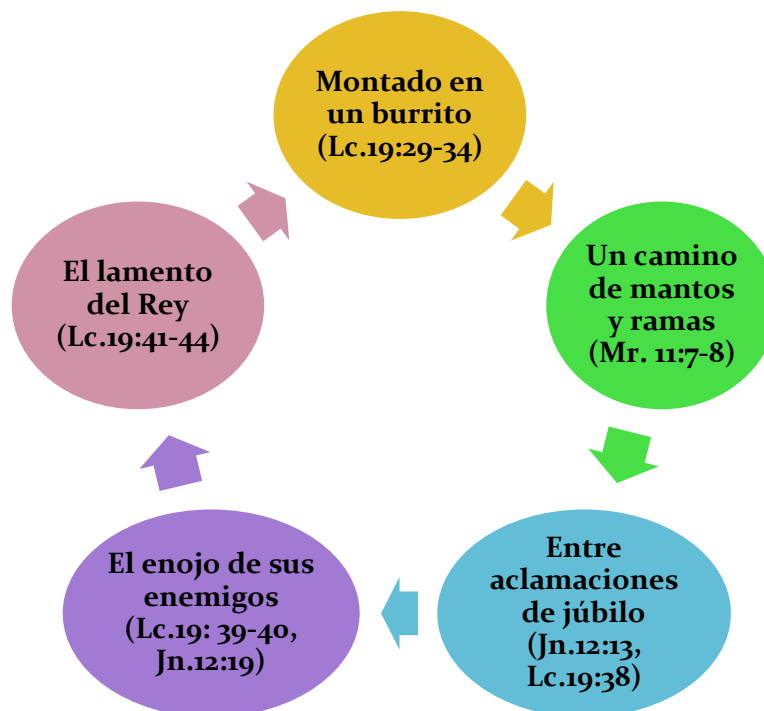 Montado en
un burrito
(Lc.19:29-34)
Un camino
de mantos
y ramas
(Mr. 11:7-8)
Entre
aclamaciones
de júbilo
(Jn.12:13,
Lc.19:38)
El enojo de sus
enemigos
(Lc.19: 39-40,
Jn.12:19)
El lamento
del Rey
(Lc.19:41-44)